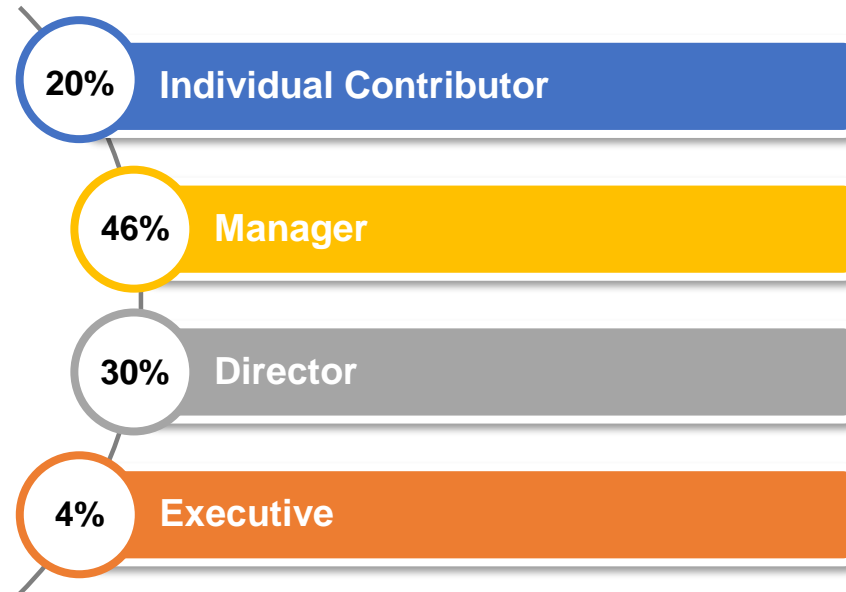 20% Individual Contributor
46% Manager
30% Director
4% Executive